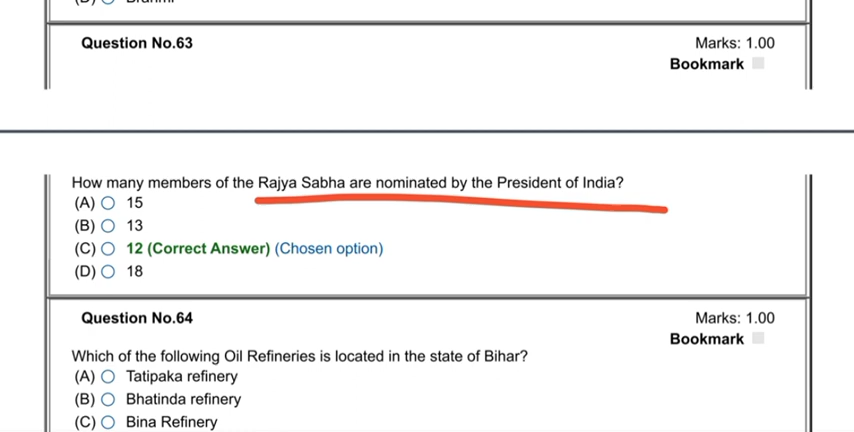 Question No.63
Marks: 1.00
Bookmark
How many members of the Rajya Sabha are nominated by the President of India?
(A) 15
(B) 13
(C) 12 (Correct Answer) (Chosen option)
(D) 18
Question No.64
Marks: 1.00
Bookmark
Which of the following Oil Refineries is located in the state of Bihar?
(A) Tatipaka refinery
(B) Bhatinda refinery
(C) Bina Refinery